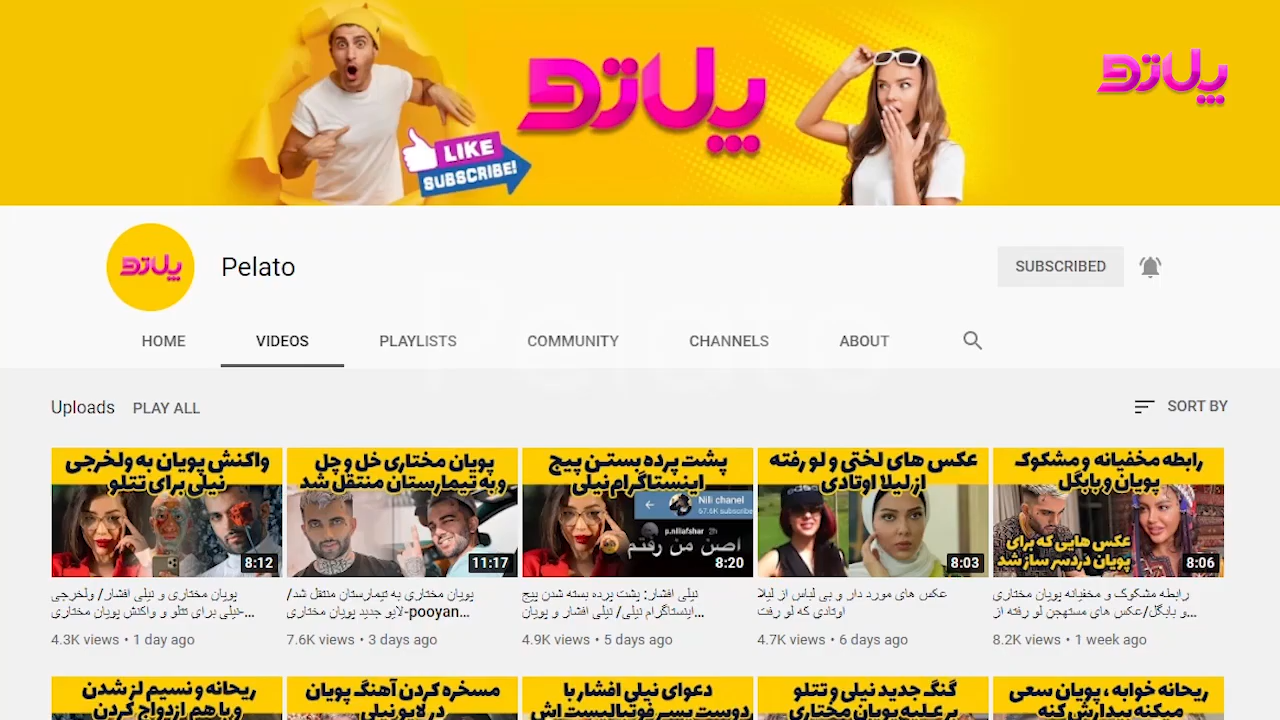 پلاتو
پلاتو
LIKE
SUBSCRIBE!
پلاتو
Pelato
SUBSCRIBED
HOME
VIDEOS
PLAYLISTS
COMMUNITY
CHANNELS
ABOUT
Uploads
PLAY ALL
SORT BY
واکنش پویان به ولخرجی
نیلی برای تتلو
8:12
پویان مختاری و نیلی افشار/ ولخرجی
نیلی برای تتلو و واکنش پویان مختاری-...
4.3K views • 1 day ago
پویان مختاری خل و چل
و به تیمارستان منتقل شد
11:17
پویان مختاری به تیمارستان منتقل شد/
لایو جدید پویان مختاری-pooyan...
7.6K views • 3 days ago
پشت پرده بستن پیج
اینستاگرام نیلی
Nili chanel
57.6K subscribe
p.niliafshar 2h
اصن من رفتم
8:20
نیلی افشار: پشت پرده بسته شدن پیج
اینستاگرام نیلی/ نیلی افشار و پویان...
4.9K views • 5 days ago
عکس های لختی و لو رفته
از لیلا اوتادی
8:03
عکس های مورد دار و بی لباس از لیلا
اوتادی که لو رفت
4.7K views • 6 days ago
رابطه مخفیانه و مشکوک
پویان و بابگل
عکس هایی که برای
پویان دردسر ساز شد
8:06
رابطه مشکوک و مخفیانه پویان مختاری
و بابگل/عکس های مستهجن لو رفته از...
8.2K views • 1 week ago
ریحانه و نسیم لز شدن
و با هم ازدواج کردن
مسخره کردن آهنگ پویان
در لایو نیلی
دعوای نیلی افشار با
دوست پسر فوتبالیست اش
گنگ جدید نیلی و تتلو
بر علیه پویان مختاری
ریحانه خوابه ، پویان سعی
میکنه بیدارش کنه